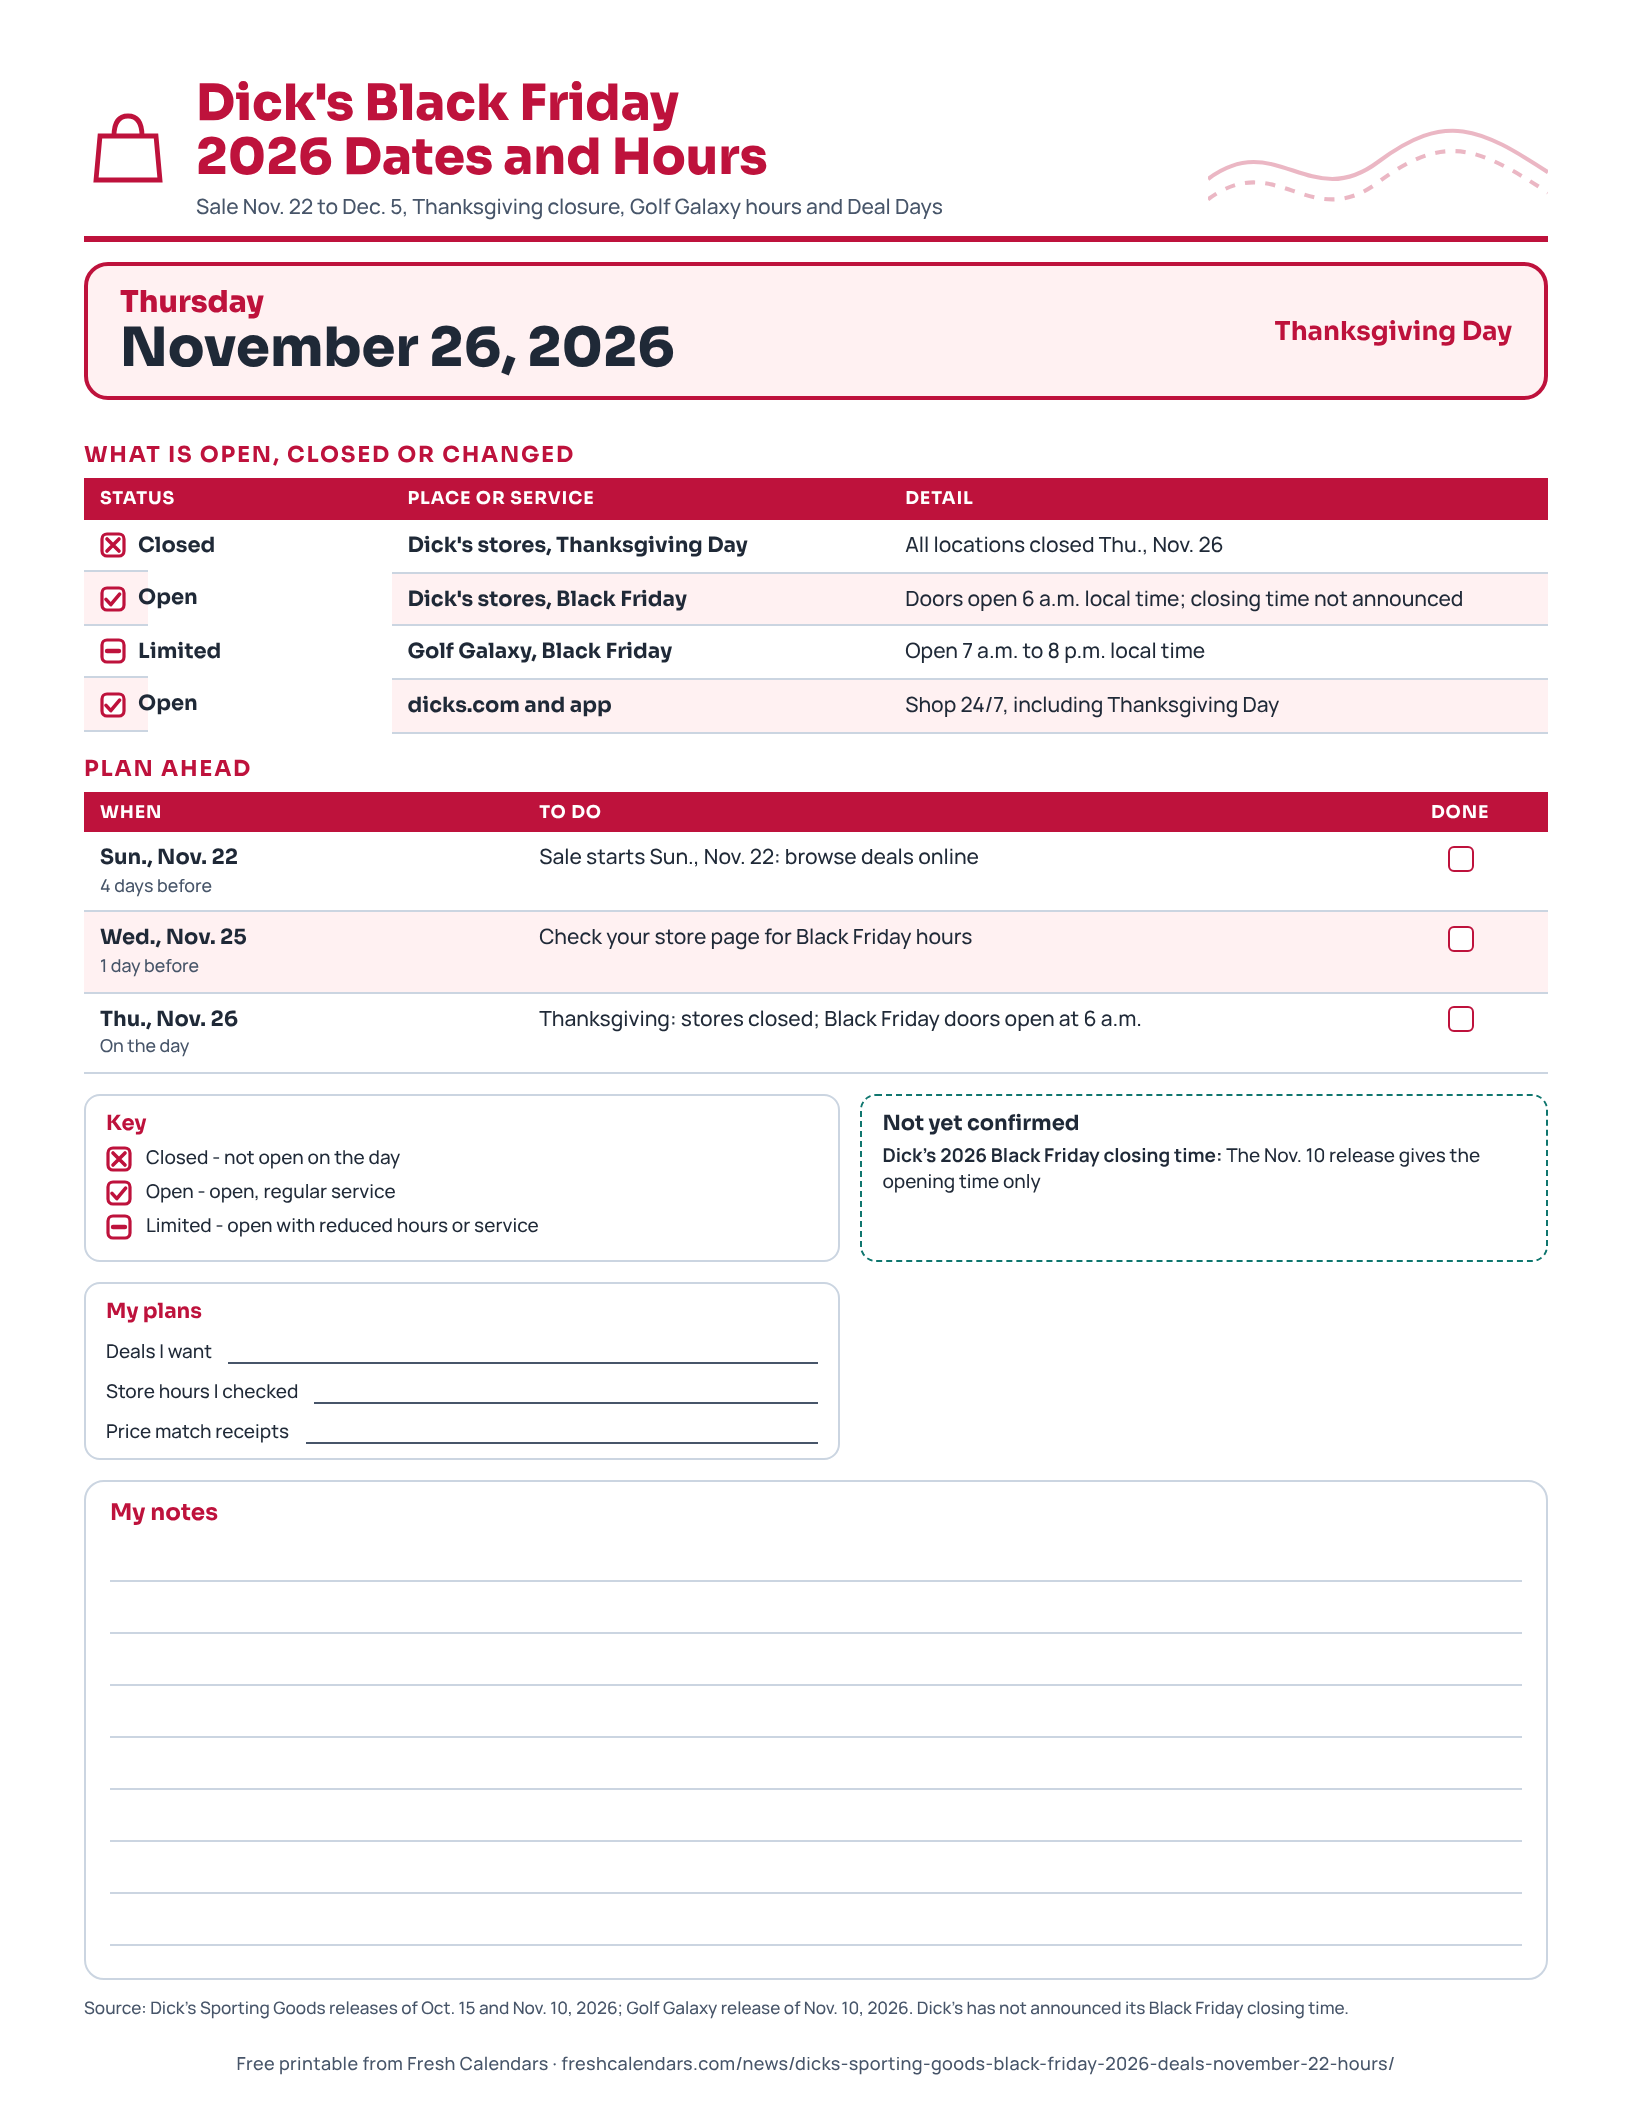 Dick's Black Friday
2026 Dates and Hours
Sale Nov. 22 to Dec. 5, Thanksgiving closure, Golf Galaxy hours and Deal Days
Thursday
November 26, 2026
Thanksgiving Day
WHAT IS OPEN, CLOSED OR CHANGED
STATUS PLACE OR SERVICE DETAIL
Closed Dick's stores, Thanksgiving Day All locations closed Thu., Nov. 26
Open Dick's stores, Black Friday Doors open 6 a.m. local time; closing time not announced
Limited Golf Galaxy, Black Friday Open 7 a.m. to 8 p.m. local time
Open dicks.com and app Shop 24/7, including Thanksgiving Day
PLAN AHEAD
WHEN TO DO DONE
Sun., Nov. 22 Sale starts Sun., Nov. 22: browse deals online
4 days before
Wed., Nov. 25 Check your store page for Black Friday hours
1 day before
Thu., Nov. 26 Thanksgiving: stores closed; Black Friday doors open at 6 a.m.
On the day
Key
Closed - not open on the day
Open - open, regular service
Limited - open with reduced hours or service
Not yet confirmed
Dick's 2026 Black Friday closing time: The Nov. 10 release gives the
opening time only
My plans
Deals I want
Store hours I checked
Price match receipts
My notes
Source: Dick's Sporting Goods releases of Oct. 15 and Nov. 10, 2026; Golf Galaxy release of Nov. 10, 2026. Dick's has not announced its Black Friday closing time.
Free printable from Fresh Calendars · freshcalendars.com/news/dicks-sporting-goods-black-friday-2026-deals-november-22-hours/